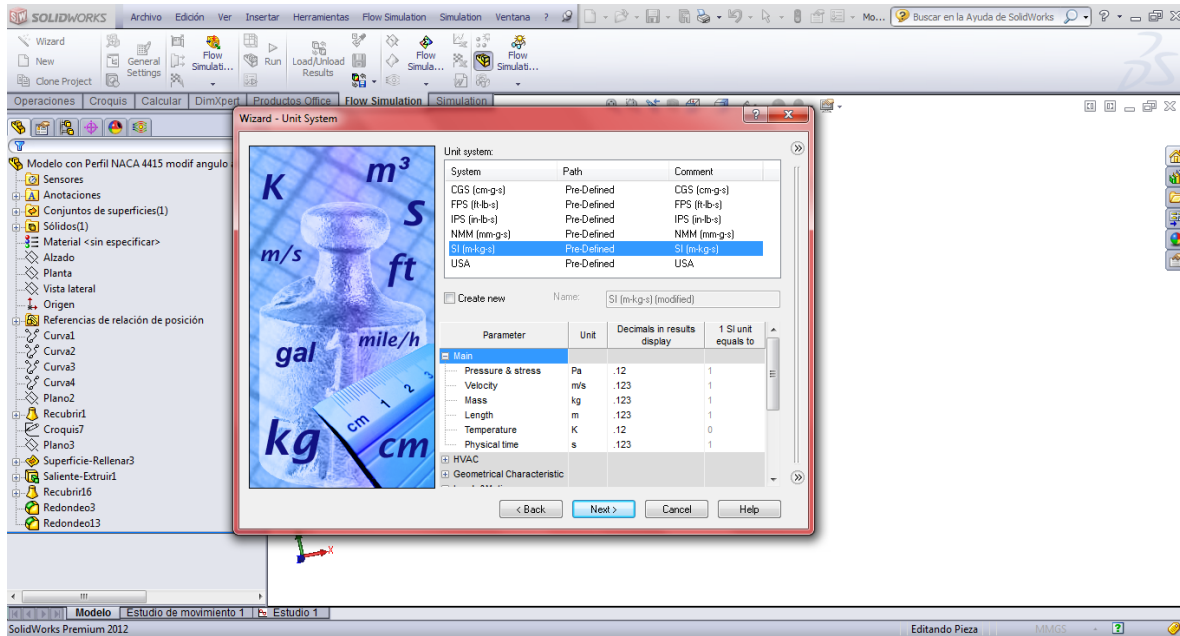 SOLIDWORKS Archivo Edición Ver Insertar Herramientas Flow Simulation Simulation Ventana ? Mo... Buscar en la Ayuda de SolidWorks ?
Wizard
New
Clone Project
General Settings
Flow Simulati...
Run
Load/Unload Results
Flow Simula...
Flow Simulati...
Operaciones Croquis Calcular DimXpert Productos Office Flow Simulation Simulation
Modelo con Perfil NACA 4415 modif angulo
Sensores
Anotaciones
Conjuntos de superficies(1)
Sólidos(1)
Material <sin especificar>
Alzado
Planta
Vista lateral
Origen
Referencias de relación de posición
Curva1
Curva2
Curva3
Curva4
Plano2
Recubrir1
Croquis7
Plano3
Superficie-Rellenar3
Saliente-Extruir1
Recubrir16
Redondeo3
Redondeo13
Wizard - Unit System
K
m³
S
m/s
ft
mile/h
gal
cm 1 2 3
kg
cm
Unit system:
System Path Comment
CGS (cm-g-s) Pre-Defined CGS (cm-g-s)
FPS (ft-lb-s) Pre-Defined FPS (ft-lb-s)
IPS (in-lb-s) Pre-Defined IPS (in-lb-s)
NMM (mm-g-s) Pre-Defined NMM (mm-g-s)
SI (m-kg-s) Pre-Defined SI (m-kg-s)
USA Pre-Defined USA
Create new Name: SI (m-kg-s) (modified)
Parameter Unit Decimals in results display 1 SI unit equals to
Main
Pressure & stress Pa .12 1
Velocity m/s .123 1
Mass kg .123 1
Length m .123 1
Temperature K .12 0
Physical time s .123 1
HVAC
Geometrical Characteristic
< Back Next > Cancel Help
X
Modelo Estudio de movimiento 1 Estudio 1
SolidWorks Premium 2012 Editando Pieza MMGS